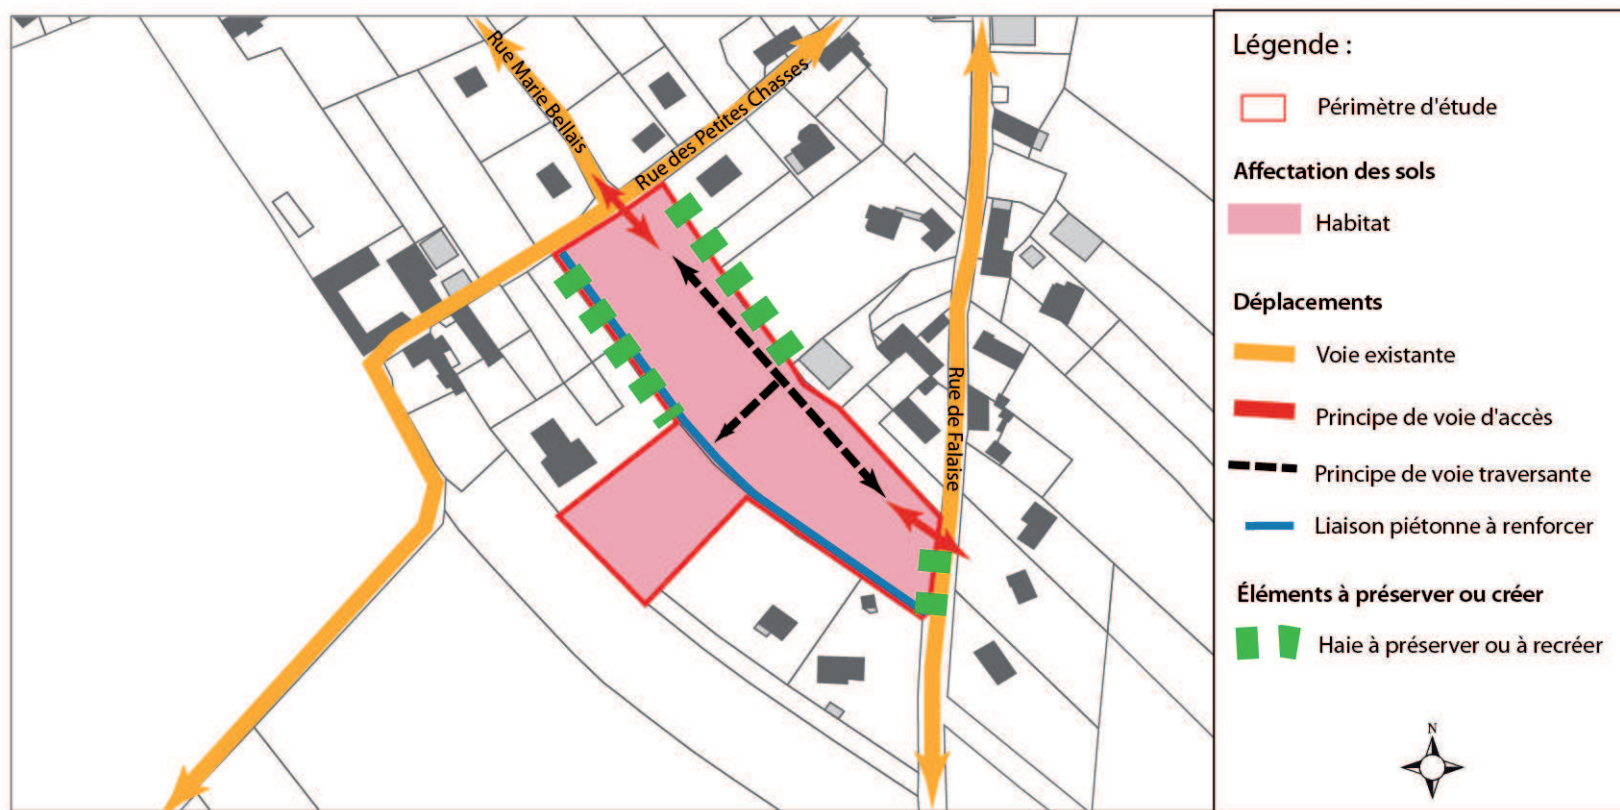 Rue Marie Bellais
Rue des Petites Chasses
Rue de Falaise
Légende :
Périmètre d'étude
Affectation des sols
Habitat
Déplacements
Voie existante
Principe de voie d'accès
Principe de voie traversante
Liaison piétonne à renforcer
Éléments à préserver ou créer
Haie à préserver ou à recréer
N